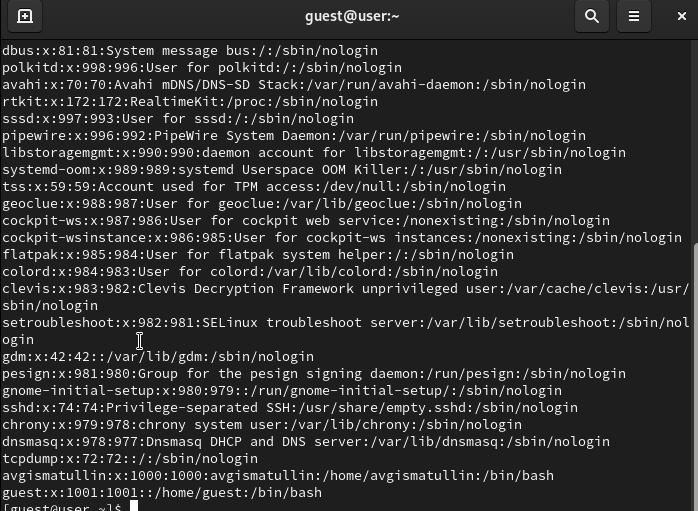 guest@user:~
dbus:x:81:81:System message bus:/:/sbin/nologin
polkitd:x:998:996:User for polkitd:/:/sbin/nologin
avahi:x:70:70:Avahi mDNS/DNS-SD Stack:/var/run/avahi-daemon:/sbin/nologin
rtkit:x:172:172:RealtimeKit:/proc:/sbin/nologin
sssd:x:997:993:User for sssd:/:/sbin/nologin
pipewire:x:996:992:PipeWire System Daemon:/var/run/pipewire:/sbin/nologin
libstoragemgmt:x:990:990:daemon account for libstoragemgmt:/:/usr/sbin/nologin
systemd-oom:x:989:989:systemd Userspace OOM Killer:/:/usr/sbin/nologin
tss:x:59:59:Account used for TPM access:/dev/null:/sbin/nologin
geoclue:x:988:987:User for geoclue:/var/lib/geoclue:/sbin/nologin
cockpit-ws:x:987:986:User for cockpit web service:/nonexisting:/sbin/nologin
cockpit-wsinstance:x:986:985:User for cockpit-ws instances:/nonexisting:/sbin/nologin
flatpak:x:985:984:User for flatpak system helper:/:/sbin/nologin
colord:x:984:983:User for colord:/var/lib/colord:/sbin/nologin
clevis:x:983:982:Clevis Decryption Framework unprivileged user:/var/cache/clevis:/usr/
sbin/nologin
setroubleshoot:x:982:981:SELinux troubleshoot server:/var/lib/setroubleshoot:/sbin/nol
ogin
gdm:x:42:42::/var/lib/gdm:/sbin/nologin
pesign:x:981:980:Group for the pesign signing daemon:/run/pesign:/sbin/nologin
gnome-initial-setup:x:980:979::/run/gnome-initial-setup/:/sbin/nologin
sshd:x:74:74:Privilege-separated SSH:/usr/share/empty.sshd:/sbin/nologin
chrony:x:979:978:chrony system user:/var/lib/chrony:/sbin/nologin
dnsmasq:x:978:977:Dnsmasq DHCP and DNS server:/var/lib/dnsmasq:/sbin/nologin
tcpdump:x:72:72::/:/sbin/nologin
avgismatullin:x:1000:1000:avgismatullin:/home/avgismatullin:/bin/bash
guest:x:1001:1001::/home/guest:/bin/bash
[guest@user ~]$